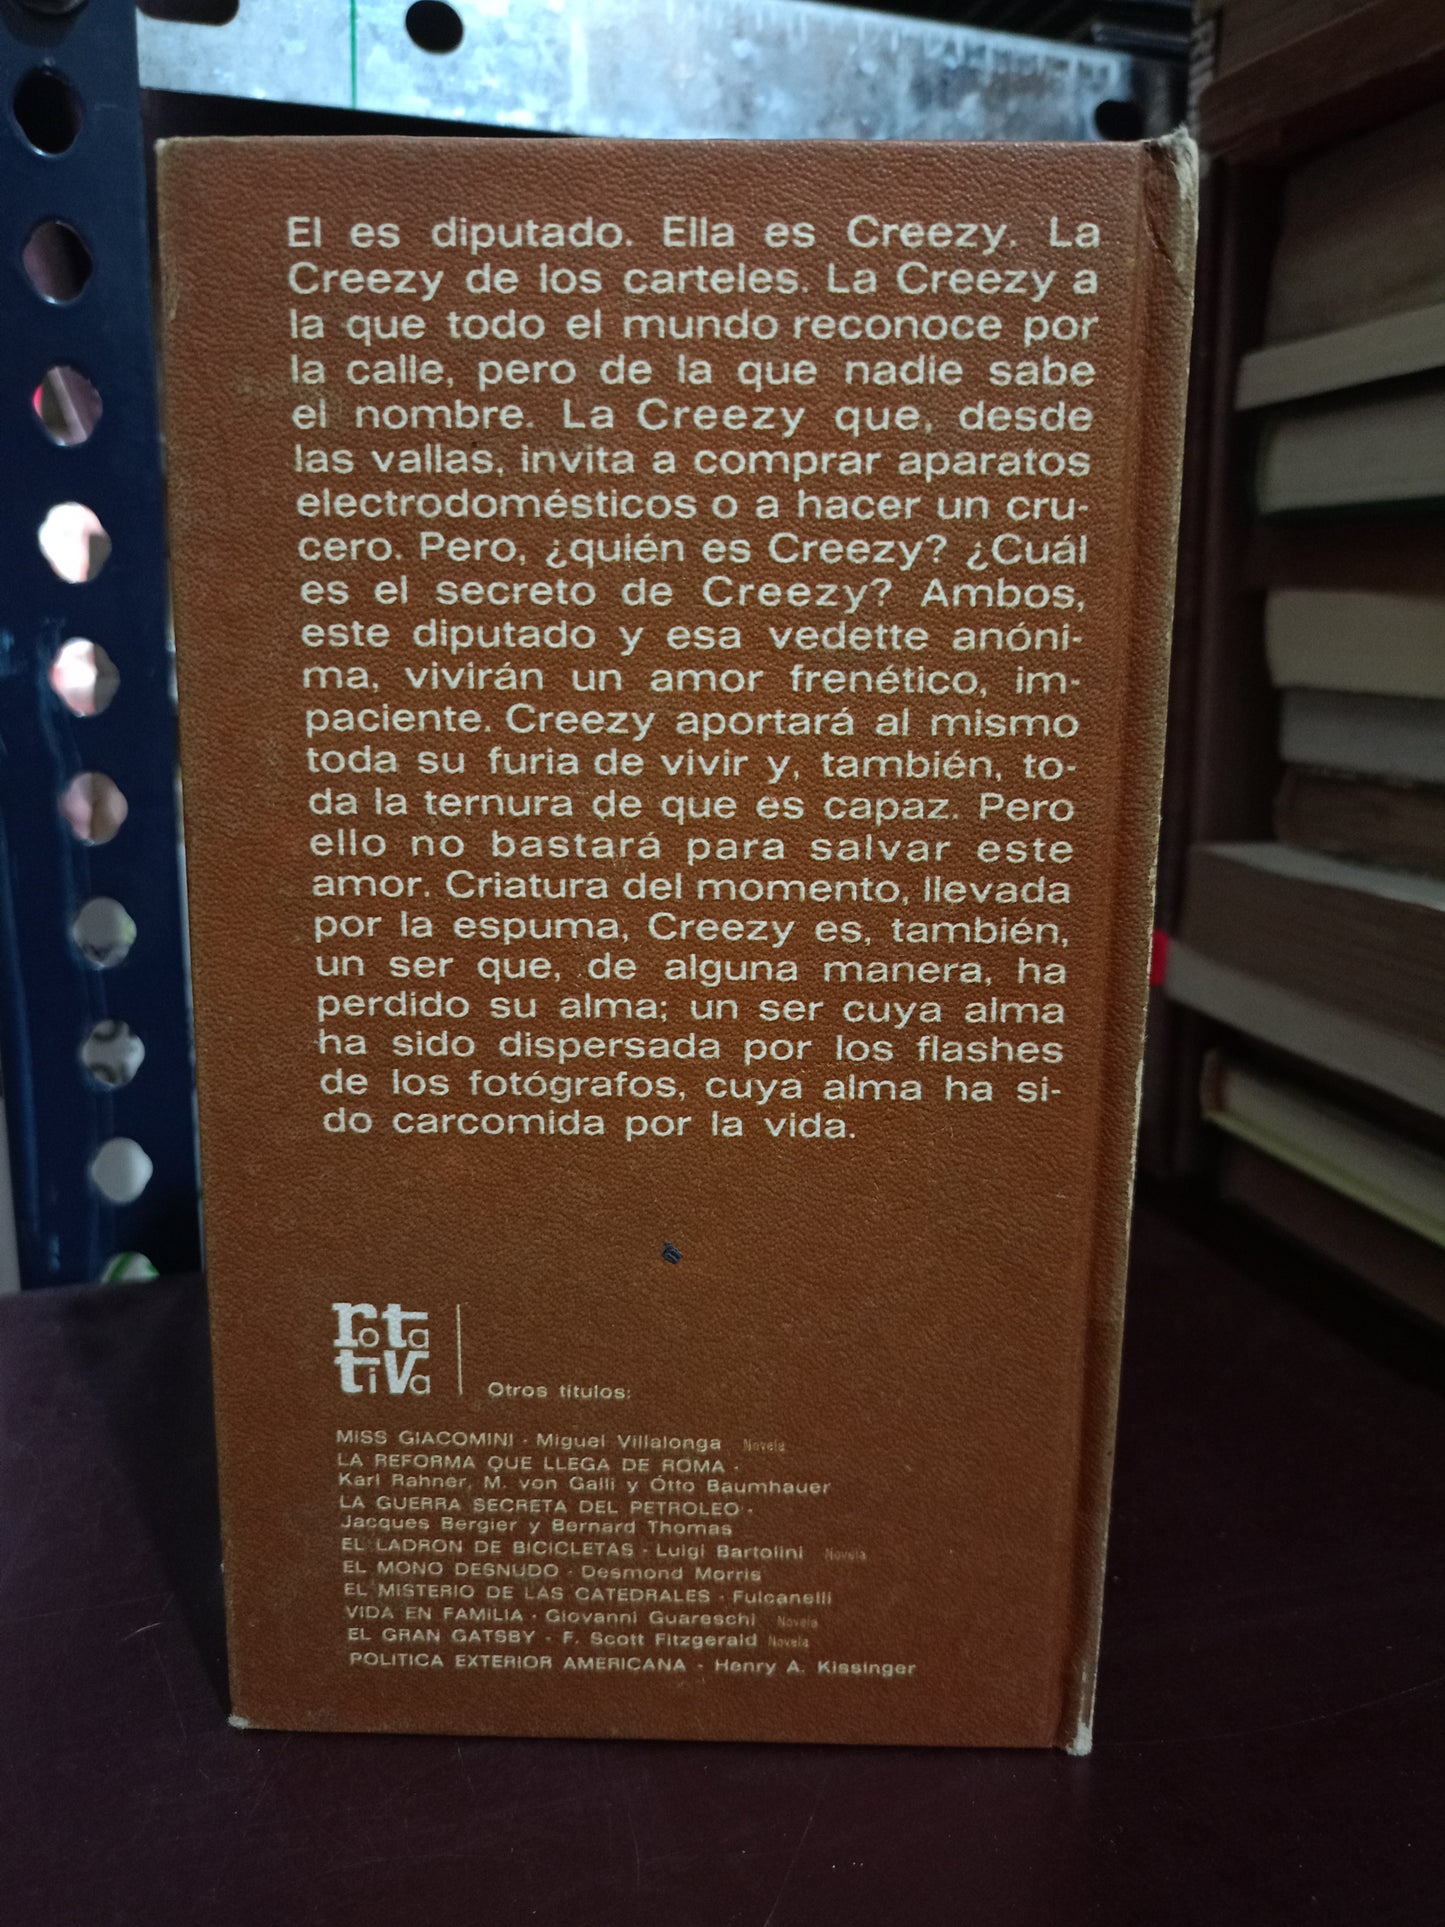 El es diputado. Ella es Creezy. La
Creezy de los carteles. La Creezy a
la que todo el mundo reconoce por
la calle, pero de la que nadie sabe
el nombre. La Creezy que, desde
las vallas, invita a comprar aparatos
electrodomésticos o a hacer un cru-
cero. Pero, ¿quién es Creezy? ¿Cuál
es el secreto de Creezy? Ambos,
este diputado y esa vedette anóni-
ma, vivirán un amor frenético, im-
paciente. Creezy aportará al mismo
toda su furia de vivir y, también, to-
da la ternura de que es capaz. Pero
ello no bastará para salvar este
amor. Criatura del momento, llevada
por la espuma, Creezy es, también,
un ser que, de alguna manera, ha
perdido su alma; un ser cuya alma
ha sido dispersada por los flashes
de los fotógrafos, cuya alma ha si-
do carcomida por la vida.
rota
tiva
Otros títulos:
MISS GIACOMINI · Miguel Villalonga Novela
LA REFORMA QUE LLEGA DE ROMA ·
Karl Rahner, M. von Galli y Otto Baumhauer
LA GUERRA SECRETA DEL PETROLEO ·
Jacques Bergier y Bernard Thomas
EL LADRON DE BICICLETAS · Luigi Bartolini Novela
EL MONO DESNUDO · Desmond Morris
EL MISTERIO DE LAS CATEDRALES · Fulcanelli
VIDA EN FAMILIA · Giovanni Guareschi Novela
EL GRAN GATSBY · F. Scott Fitzgerald Novela
POLITICA EXTERIOR AMERICANA · Henry A. Kissinger